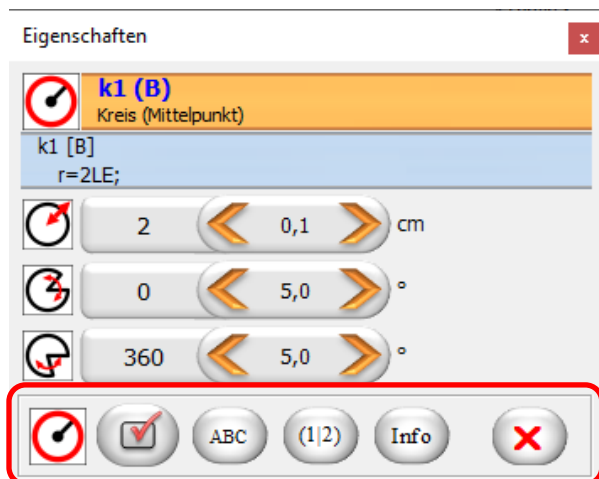 Eigenschaften x
k1 (B)
Kreis (Mittelpunkt)
k1 [B]
r=2LE;
2 0,1 cm
0 5,0 °
360 5,0 °
ABC (1|2) Info